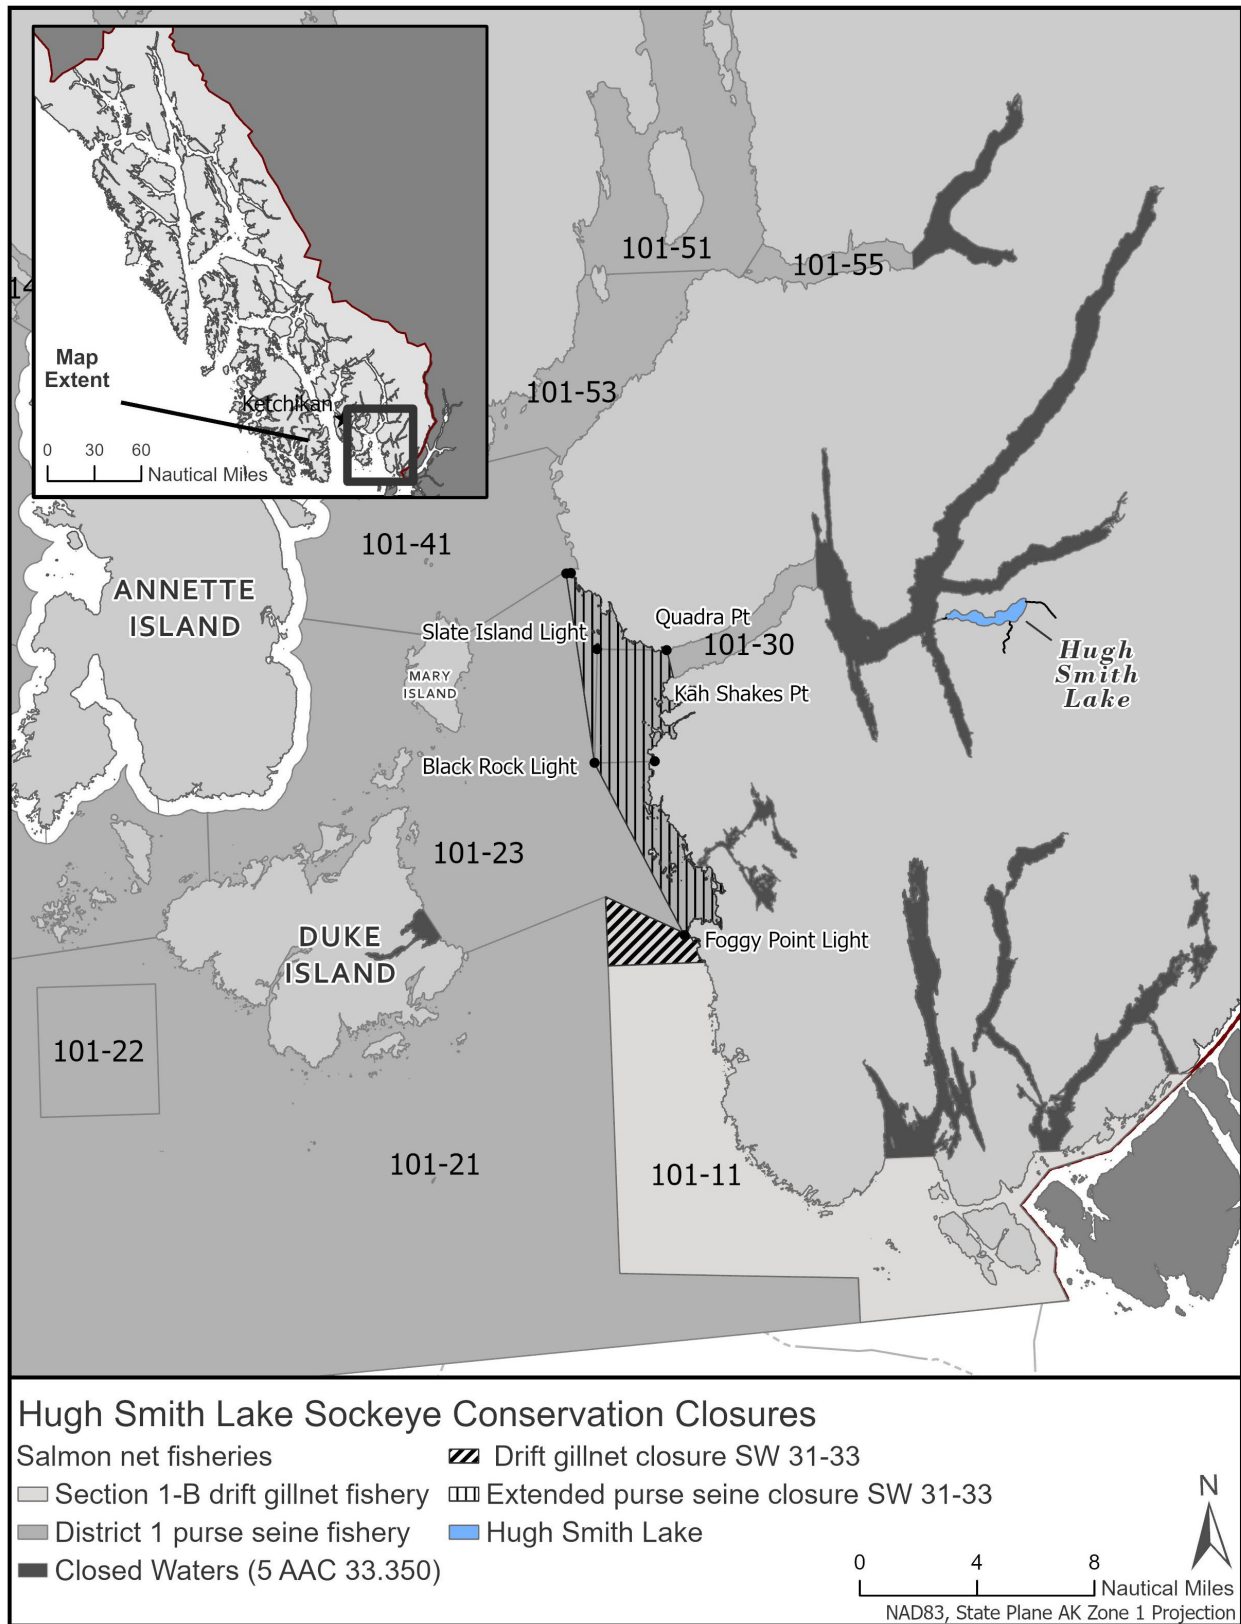 Map
Extent
Ketchikan
0 30 60
Nautical Miles
14
101-51
101-55
101-53
101-41
ANNETTE
ISLAND
Quadra Pt
Slate Island Light
101-30
Hugh
Smith
Lake
MARY
ISLAND
Käh Shakes Pt
Black Rock Light
101-23
DUKE
ISLAND
Foggy Point Light
101-22
101-21
101-11
Hugh Smith Lake Sockeye Conservation Closures
Salmon net fisheries
Section 1-B drift gillnet fishery
District 1 purse seine fishery
Closed Waters (5 AAC 33.350)
Drift gillnet closure SW 31-33
Extended purse seine closure SW 31-33
Hugh Smith Lake
N
0 4 8
Nautical Miles
NAD83, State Plane AK Zone 1 Projection